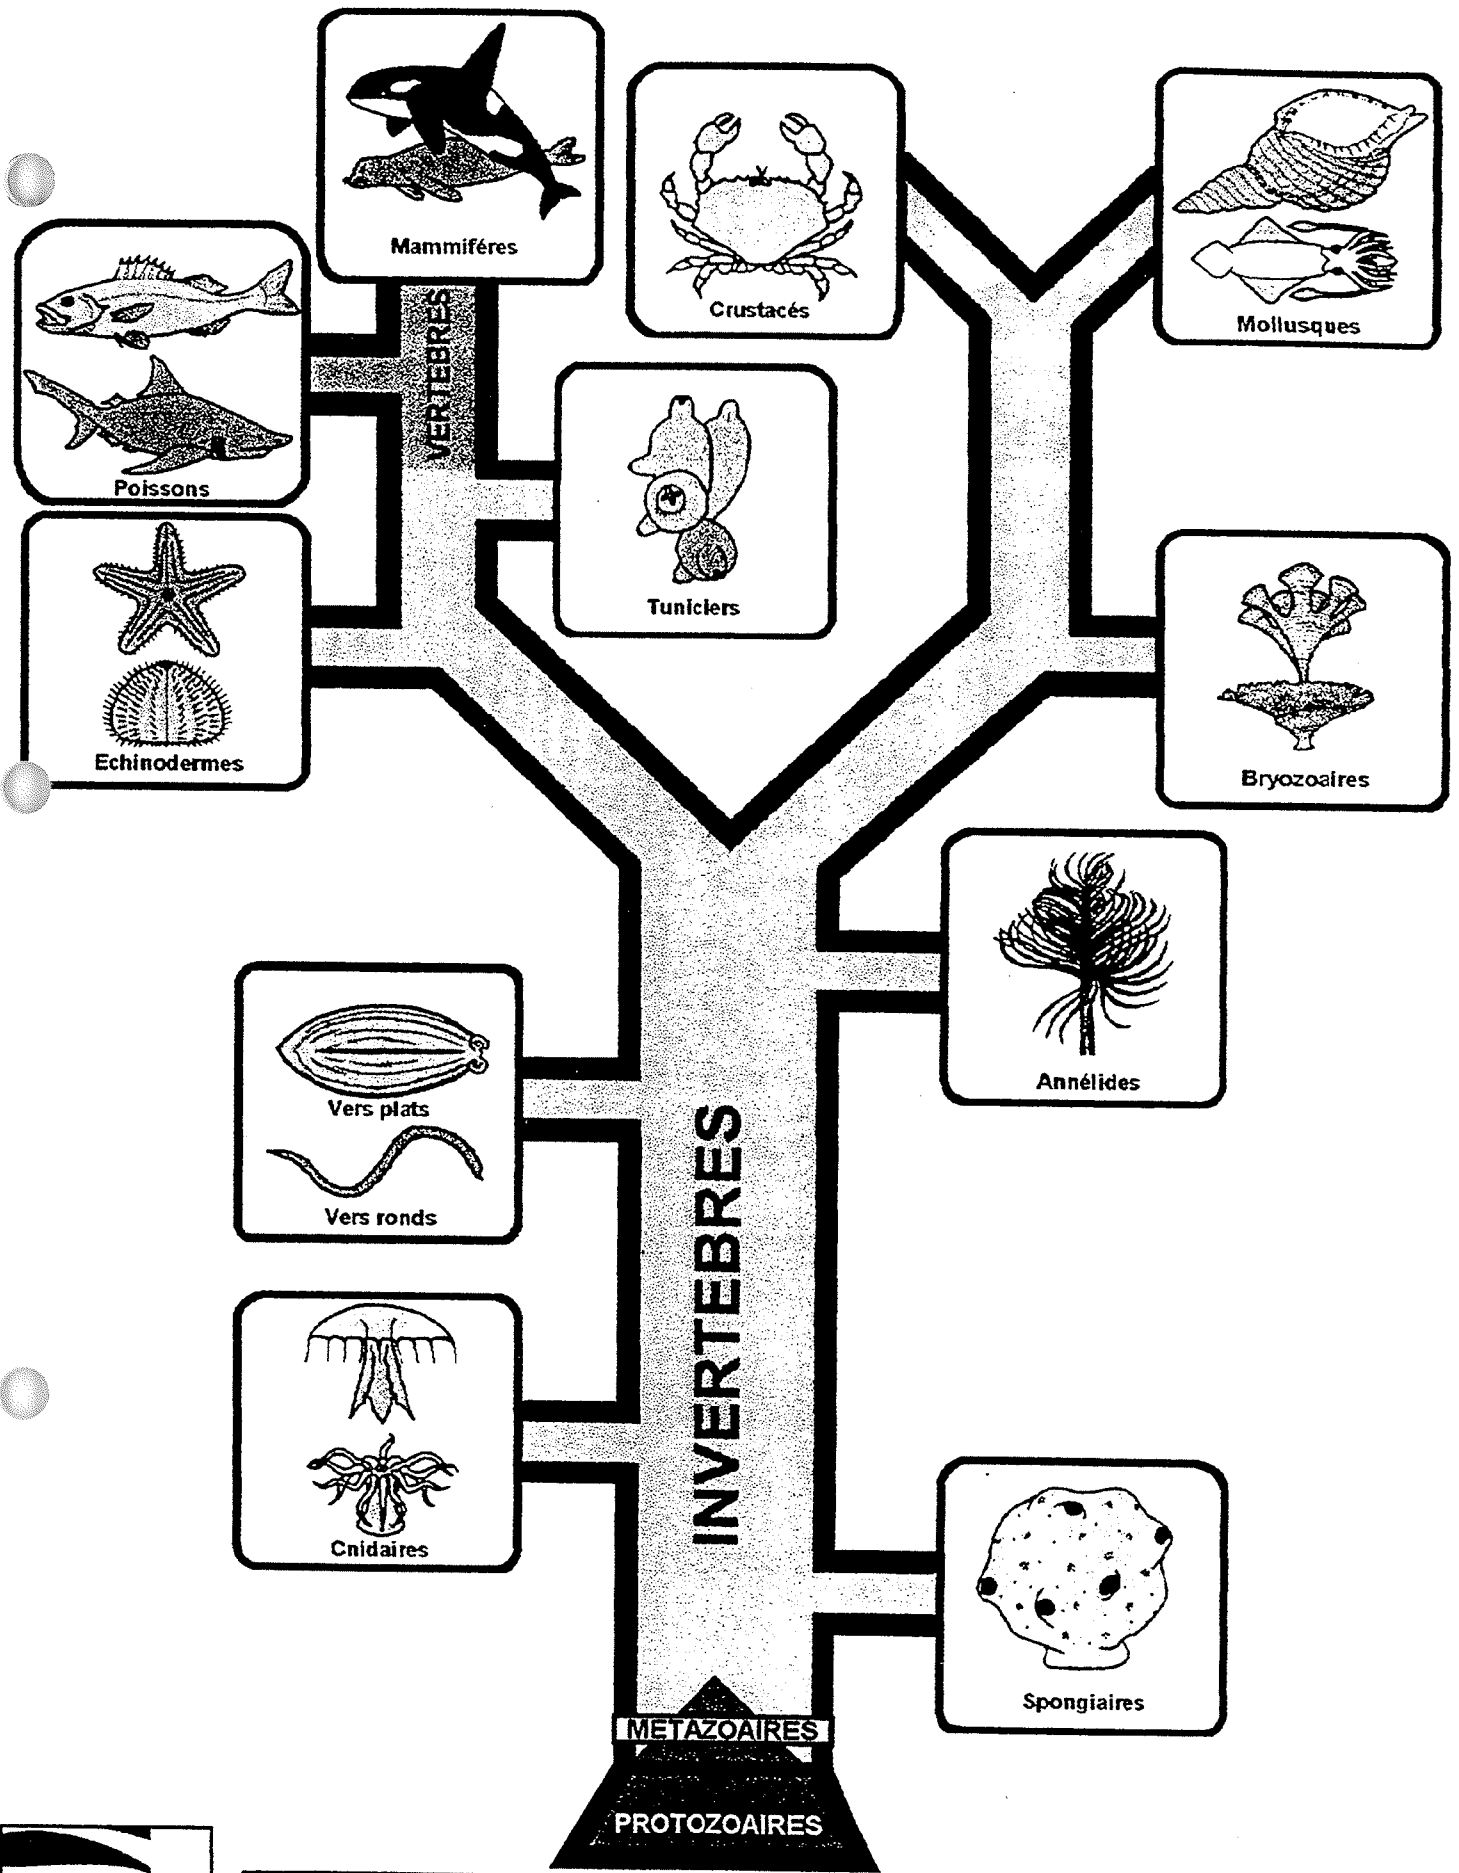 Mammiféres
Crustacés
Mollusques
VERTEBRES
Poissons
Tuniciers
Echinodermes
Bryozoaires
Annélides
Vers plats
Vers ronds
INVERTEBRES
Cnidaires
Spongiaires
METAZOAIRES
PROTOZOAIRES